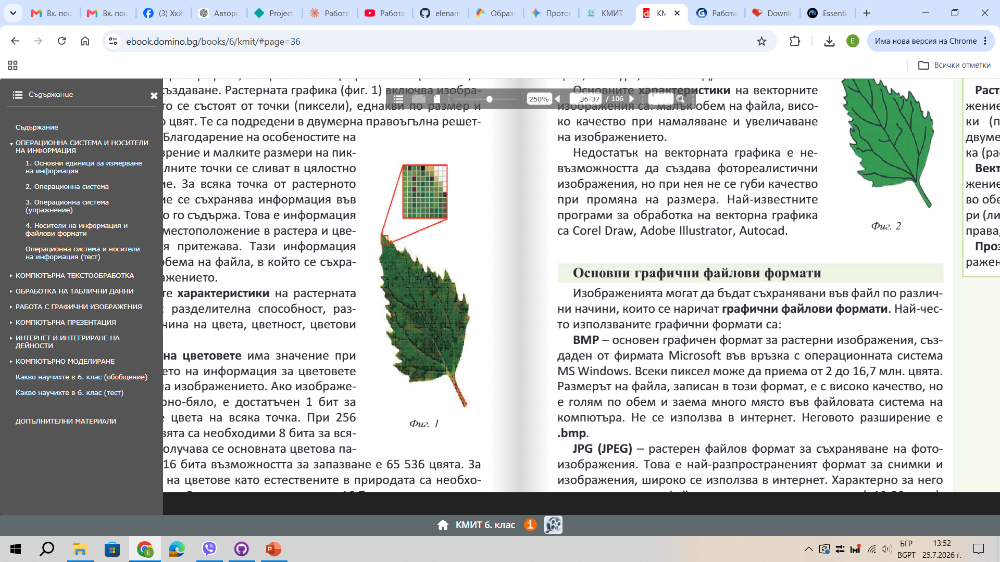 Вх. пощ
Вх. пощ
(3) Ххйі
Авторс
Project
Работе
Работа
elenam
Образо
Прото
КМИТ -
КМ
Работа
Downlo
Essenti
ebook.domino.bg/books/6/kmit/#page=36
E
Има нова версия на Chrome
Всички отметки
Съдържание
Съдържание
ОПЕРАЦИОННА СИСТЕМА И НОСИТЕЛИ
НА ИНФОРМАЦИЯ
1. Основни единици за измерване
на информация
2. Операционна система
3. Операционна система
(упражнение)
4. Носители на информация и
файлови формати
Операционна система и носители
на информация (тест)
КОМПЮТЪРНА ТЕКСТООБРАБОТКА
ОБРАБОТКА НА ТАБЛИЧНИ ДАННИ
РАБОТА С ГРАФИЧНИ ИЗОБРАЖЕНИЯ
КОМПЮТЪРНА ПРЕЗЕНТАЦИЯ
ИНТЕРНЕТ И ИНТЕГРИРАНЕ НА
ДЕЙНОСТИ
КОМПЮТЪРНО МОДЕЛИРАНЕ
Какво научихте в 6. клас (обобщение)
Какво научихте в 6. клас (тест)
ДОПЪЛНИТЕЛНИ МАТЕРИАЛИ
250%
36-37 / 106
създаване. Растерната графика (фиг. 1) включва изобра-
то се състоят от точки (пиксели), еднакви по размер и
цвят. Те са подредени в двумерна правоъгълна решет-
Благодарение на особеностите на
зрение и малките размери на пик-
лните точки се сливат в цялостно
ие. За всяка точка от растерното
ие се съхранява информация във
о го съдържа. Това е информация
местоположение в растера и цве-
тя притежава. Тази информация
обема на файла, в който се съхра-
ажението.
те характеристики на растерната
разделителна способност, раз-
чина на цвета, цветност, цветови
на цветовете има значение при
ето на информация за цветовете
на изображението. Ако изображе-
рно-бяло, е достатъчен 1 бит за
цвета на всяка точка. При 256
вята са необходими 8 бита за вся-
олучава се основната цветова па-
16 бита възможността за запазване е 65 536 цвята. За
на цветове като естествените в природата са необхо-
Фиг. 1
Основните характеристики на векторните
изображения са: малък обем на файла, висо-
ко качество при намаляване и увеличаване
на изображението.
Недостатък на векторната графика е не-
възможността да създава фотореалистични
изображения, но при нея не се губи качество
при промяна на размера. Най-известните
програми за обработка на векторна графика
са Corel Draw, Adobe Illustrator, Autocad.
Фиг. 2
Основни графични файлови формати
Изображенията могат да бъдат съхранявани във файл по различ-
ни начини, които се наричат графични файлови формати. Най-чес-
то използваните графични формати са:
BMP – основен графичен формат за растерни изображения, съз-
даден от фирмата Microsoft във връзка с операционната система
MS Windows. Всеки пиксел може да приема от 2 до 16,7 млн. цвята.
Размерът на файла, записан в този формат, е с високо качество, но
е голям по обем и заема много място във файловата система на
компютъра. Не се използва в интернет. Неговото разширение е
.bmp.
JPG (JPEG) – растерен файлов формат за съхраняване на фото-
изображения. Това е най-разпространеният формат за снимки и
изображения, широко се използва в интернет. Характерно за него
Раст
жение
ки (п
двуме
ка (ра
Вект
жение
во обе
ри (ли
права,
Проз
ражен
КМИТ 6. клас
БГР
BGPT
13:52
25.7.2026 г.